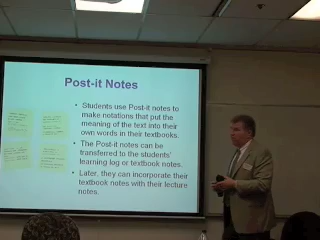 Post-it Notes
• Students use Post-it notes to
make notations that put the
meaning of the text into their
own words in their textbooks.
• The Post-it notes can be
transferred to the students'
learning log or textbook notes.
• Later, they can incorporate their
textbook notes with their lecture
notes.